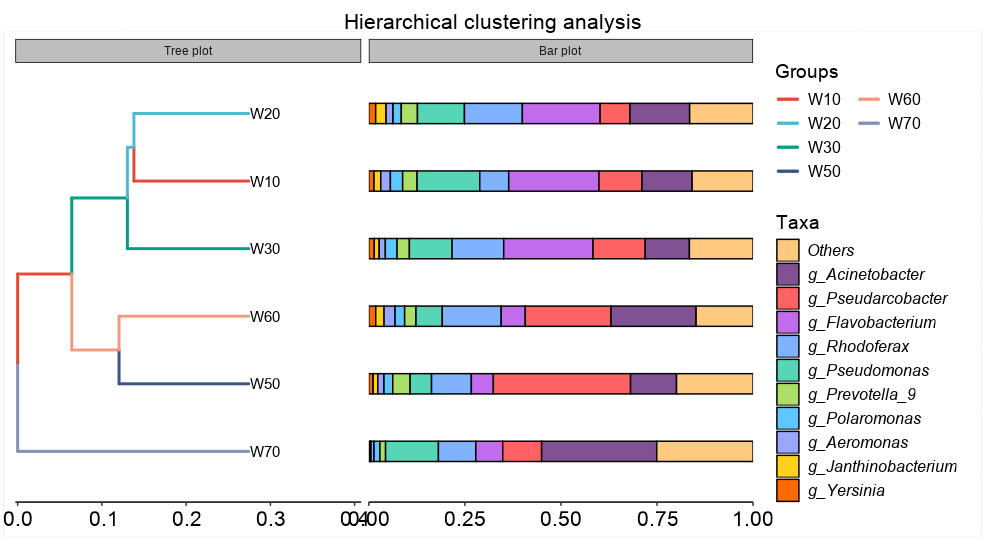 Hierarchical clustering analysis
Tree plot
Bar plot
W20
W10
W30
W60
W50
W70
0.0 0.1 0.2 0.3 0.4
0.00 0.25 0.50 0.75 1.00
Groups
W10 W60
W20 W70
W30
W50
Taxa
Others
g_Acinetobacter
g_Pseudarcobacter
g_Flavobacterium
g_Rhodoferax
g_Pseudomonas
g_Prevotella_9
g_Polaromonas
g_Aeromonas
g_Janthinobacterium
g_Yersinia